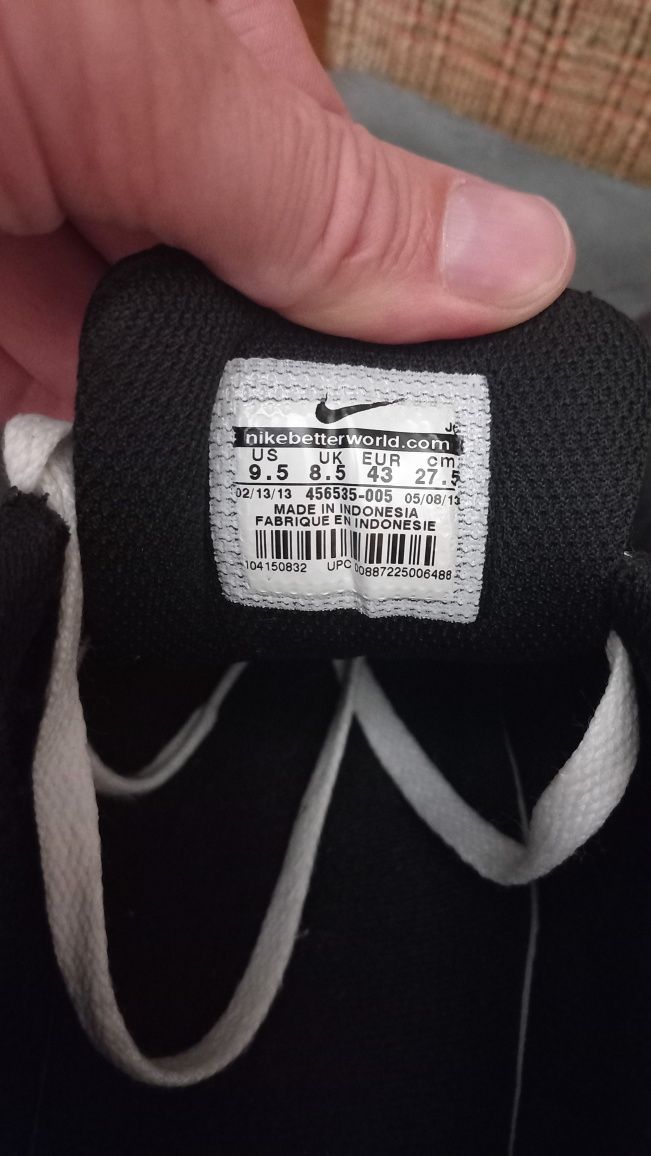 nikebetterworld.com
US UK EUR cm
9.5 8.5 43 27.5
02/13/13 456535-005 05/08/13
MADE IN INDONESIA
FABRIQUE EN INDONESIE
104150832 UPC 00887225006488